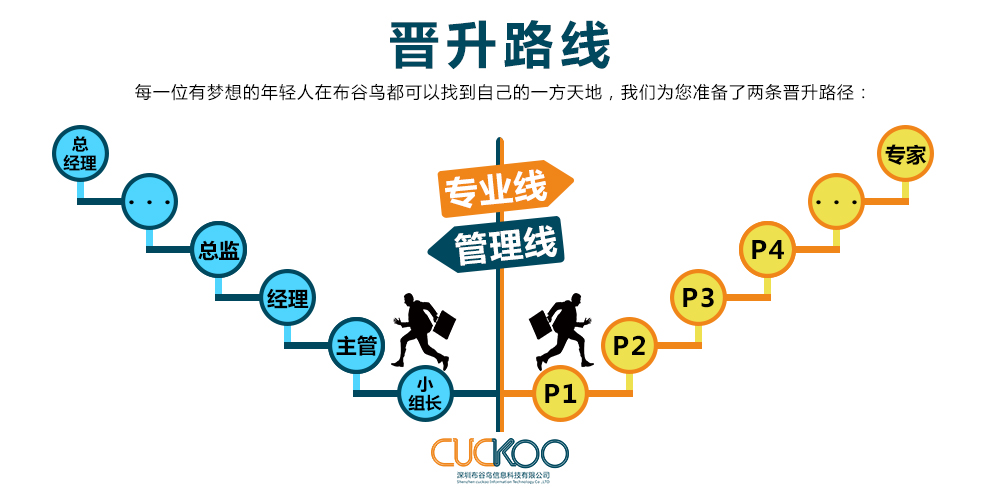 晋升路线
每一位有梦想的年轻人在布谷鸟都可以找到自己的一方天地，我们为您准备了两条晋升路径：
总
经理
• • •
总监
经理
主管
小
组长
专业线
管理线
专家
• • •
P4
P3
P2
P1
CUCKOO
深圳布谷鸟信息科技有限公司
Shenzhen cuckoo Information Technology Co .,LTD